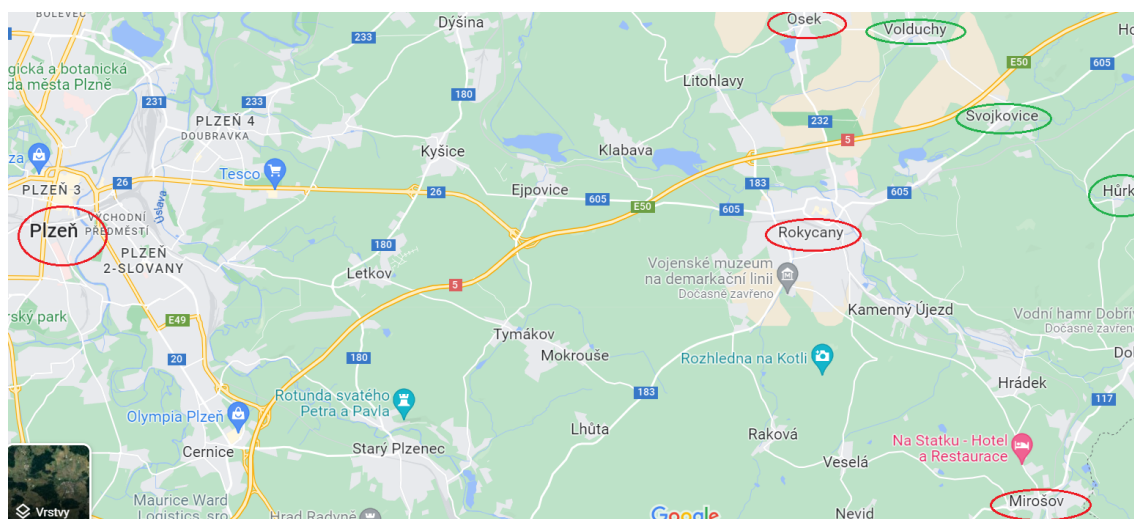 BOLEVEC
Dýšina
233
Osek
Volduchy
Ho
E50
605
gická a botanická
da města Plzně
231
233
180
Litohlavy
PLZEŇ 4
DOUBRAVKA
232
Svojkovice
5
Kyšice
Klabava
za
Tesco
PLZEŇ 3
26
26
Ejpovice
605
E50
605
183
605
Hůrk
Úslava
VÝCHODNÍ
PŘEDMĚSTÍ
Plzeň
Rokycany
PLZEŇ
2-SLOVANY
180
Letkov
5
Vojenské muzeum
na demarkační linii
Dočasně zavřeno
Kamenný Újezd
Vodní hamr Dobřív
Dočasně zavřeno
rský park
E49
20
Tymákov
Mokrouše
180
Rozhledna na Kotli
Do
Hrádek
183
117
Rotunda svatého
Petra a Pavla
Olympia Plzeň
Cernice
Starý Plzenec
Lhůta
Raková
Veselá
Na Statku - Hotel
a Restaurace
Mirošov
Maurice Ward
Logistics, sro
Hrad Radyně
Google
Nevid
Vrstvy